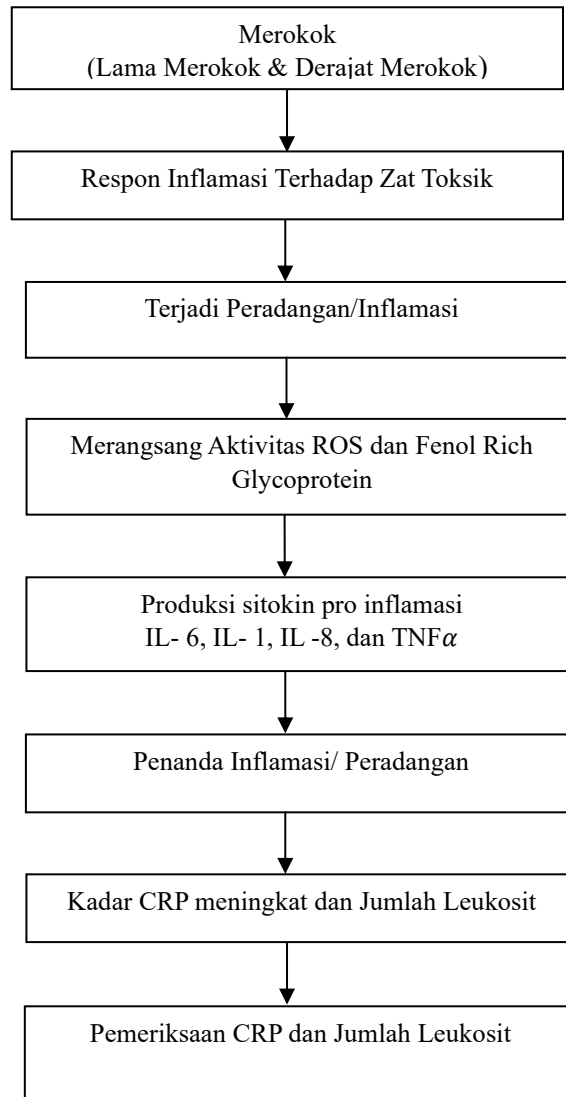 Merokok
(Lama Merokok & Derajat Merokok)
Respon Inflamasi Terhadap Zat Toksik
Terjadi Peradangan/Inflamasi
Merangsang Aktivitas ROS dan Fenol Rich
Glycoprotein
Produksi sitokin pro inflamasi
IL- 6, IL- 1, IL -8, dan TNF𝛼
Penanda Inflamasi/ Peradangan
Kadar CRP meningkat dan Jumlah Leukosit
Pemeriksaan CRP dan Jumlah Leukosit